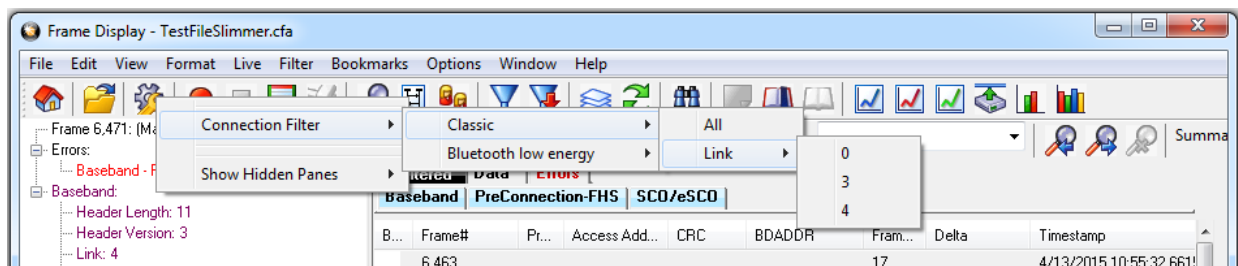 Frame Display - TestFileSlimmer.cfa
File Edit View Format Live Filter Bookmarks Options Window Help
Frame 6,471: (Ma
Connection Filter
Classic
All
Summa
Errors:
Bluetooth low energy
Link
0
Baseband - F
Show Hidden Panes
Data Errors
3
Baseband:
Baseband PreConnection-FHS SCO/eSCO
4
Header Length: 11
Header Version: 3
B... Frame# Pr... Access Add... CRC BDADDR Fram... Delta Timestamp
Link: 4
6,463 17 4/13/2015 10:55:32.661